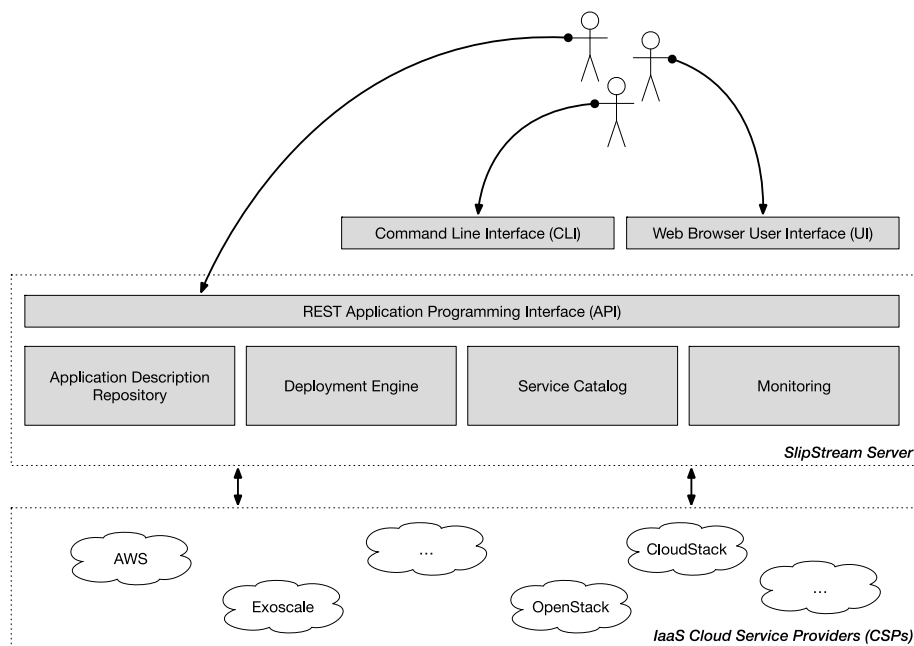 Command Line Interface (CLI)
Web Browser User Interface (UI)
REST Application Programming Interface (API)
Application Description
Repository
Deployment Engine
Service Catalog
Monitoring
SlipStream Server
AWS
...
CloudStack
Exoscale
OpenStack
...
IaaS Cloud Service Providers (CSPs)